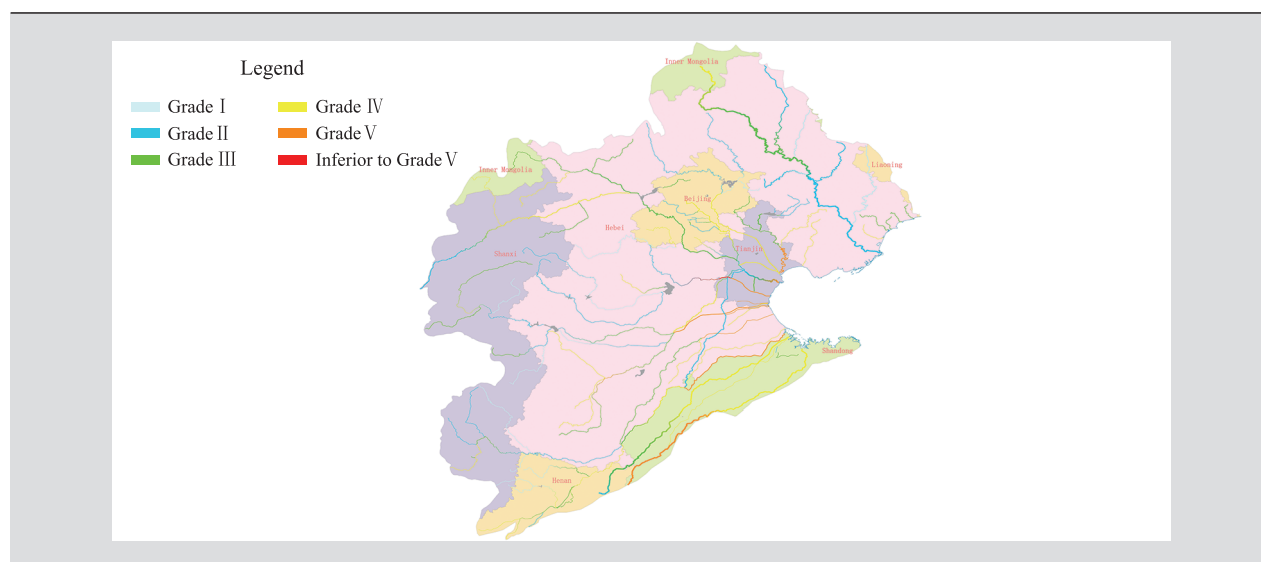 Legend
Grade Ⅰ
Grade Ⅱ
Grade Ⅲ
Grade Ⅳ
Grade Ⅴ
Inferior to Grade Ⅴ
Inner Mongolia
Inner Mongolia
Liaoning
Beijing
Hebei
Tianjin
Shanxi
Shandong
Henan